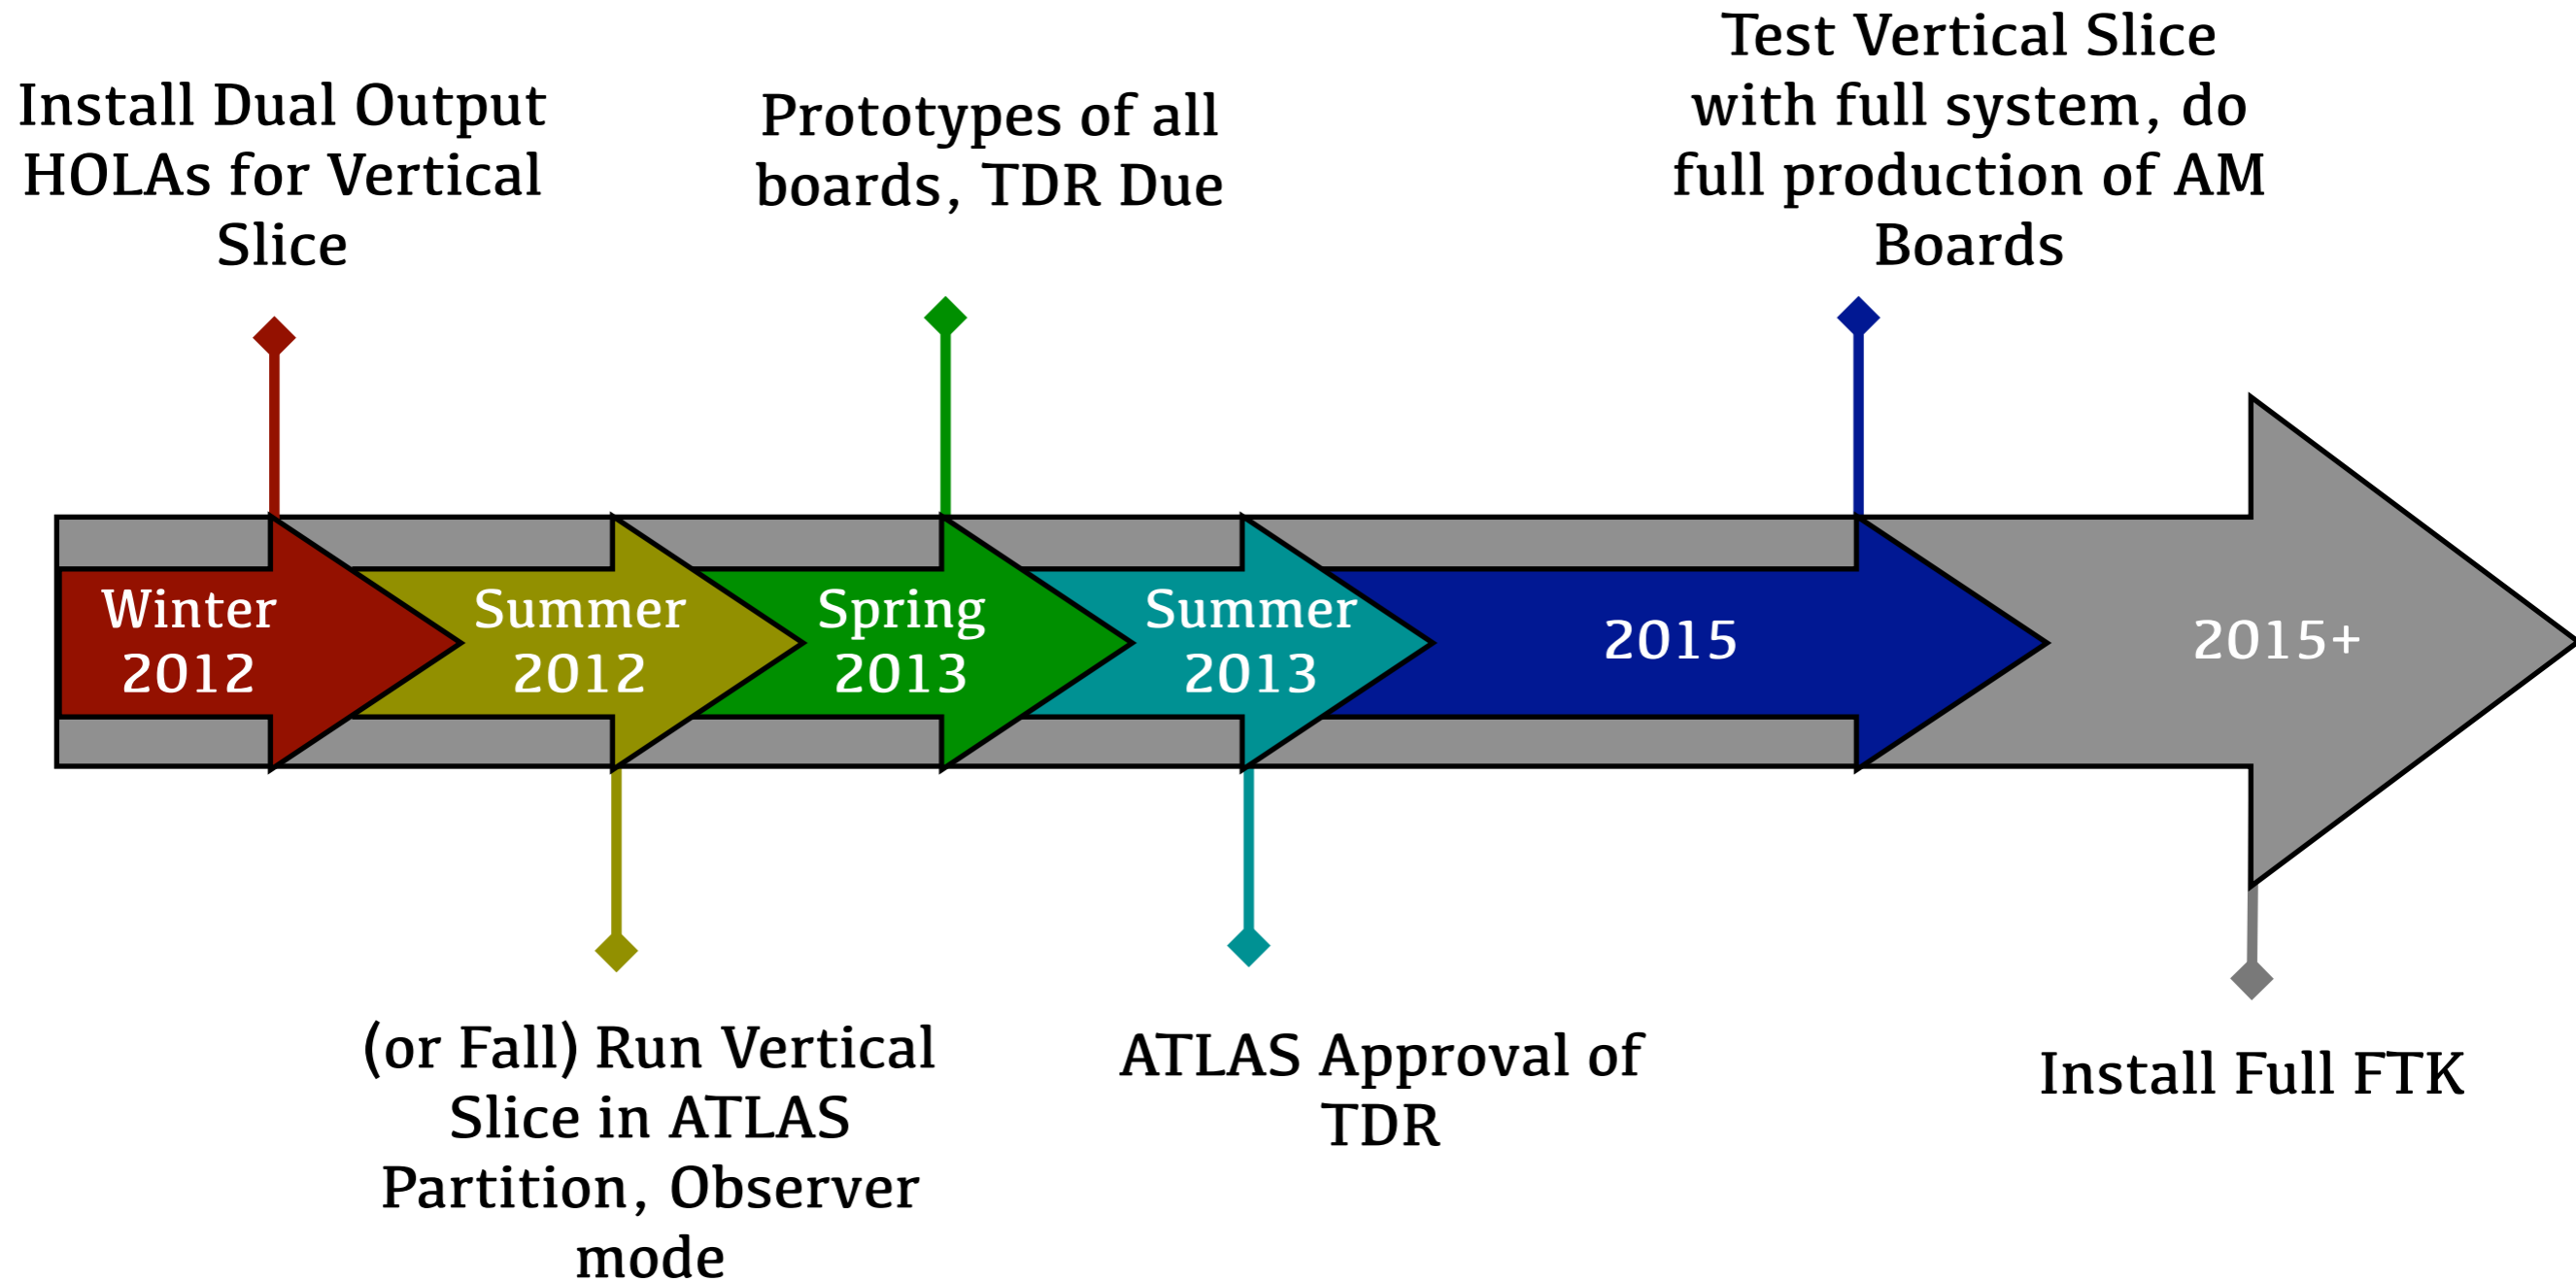 Install Dual Output
HOLAs for Vertical
Slice
Prototypes of all
boards, TDR Due
Test Vertical Slice
with full system, do
full production of AM
Boards
Winter
2012
Summer
2012
Spring
2013
Summer
2013
2015
2015+
(or Fall) Run Vertical
Slice in ATLAS
Partition, Observer
mode
ATLAS Approval of
TDR
Install Full FTK